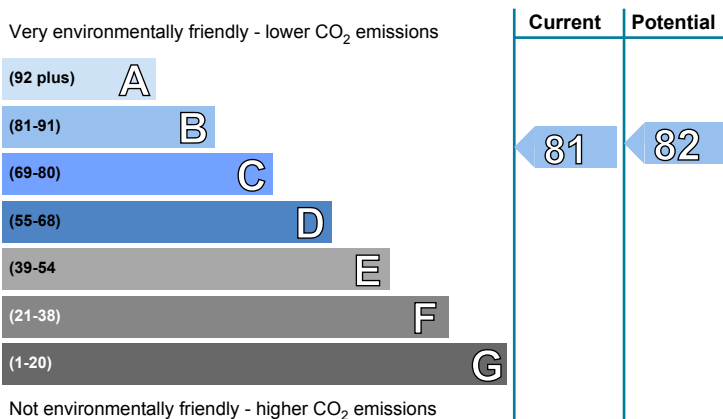 Very environmentally friendly - lower CO2 emissions
Current
Potential
(92 plus) A
(81-91) B
(69-80) C
(55-68) D
(39-54 E
(21-38) F
(1-20) G
81
82
Not environmentally friendly - higher CO2 emissions